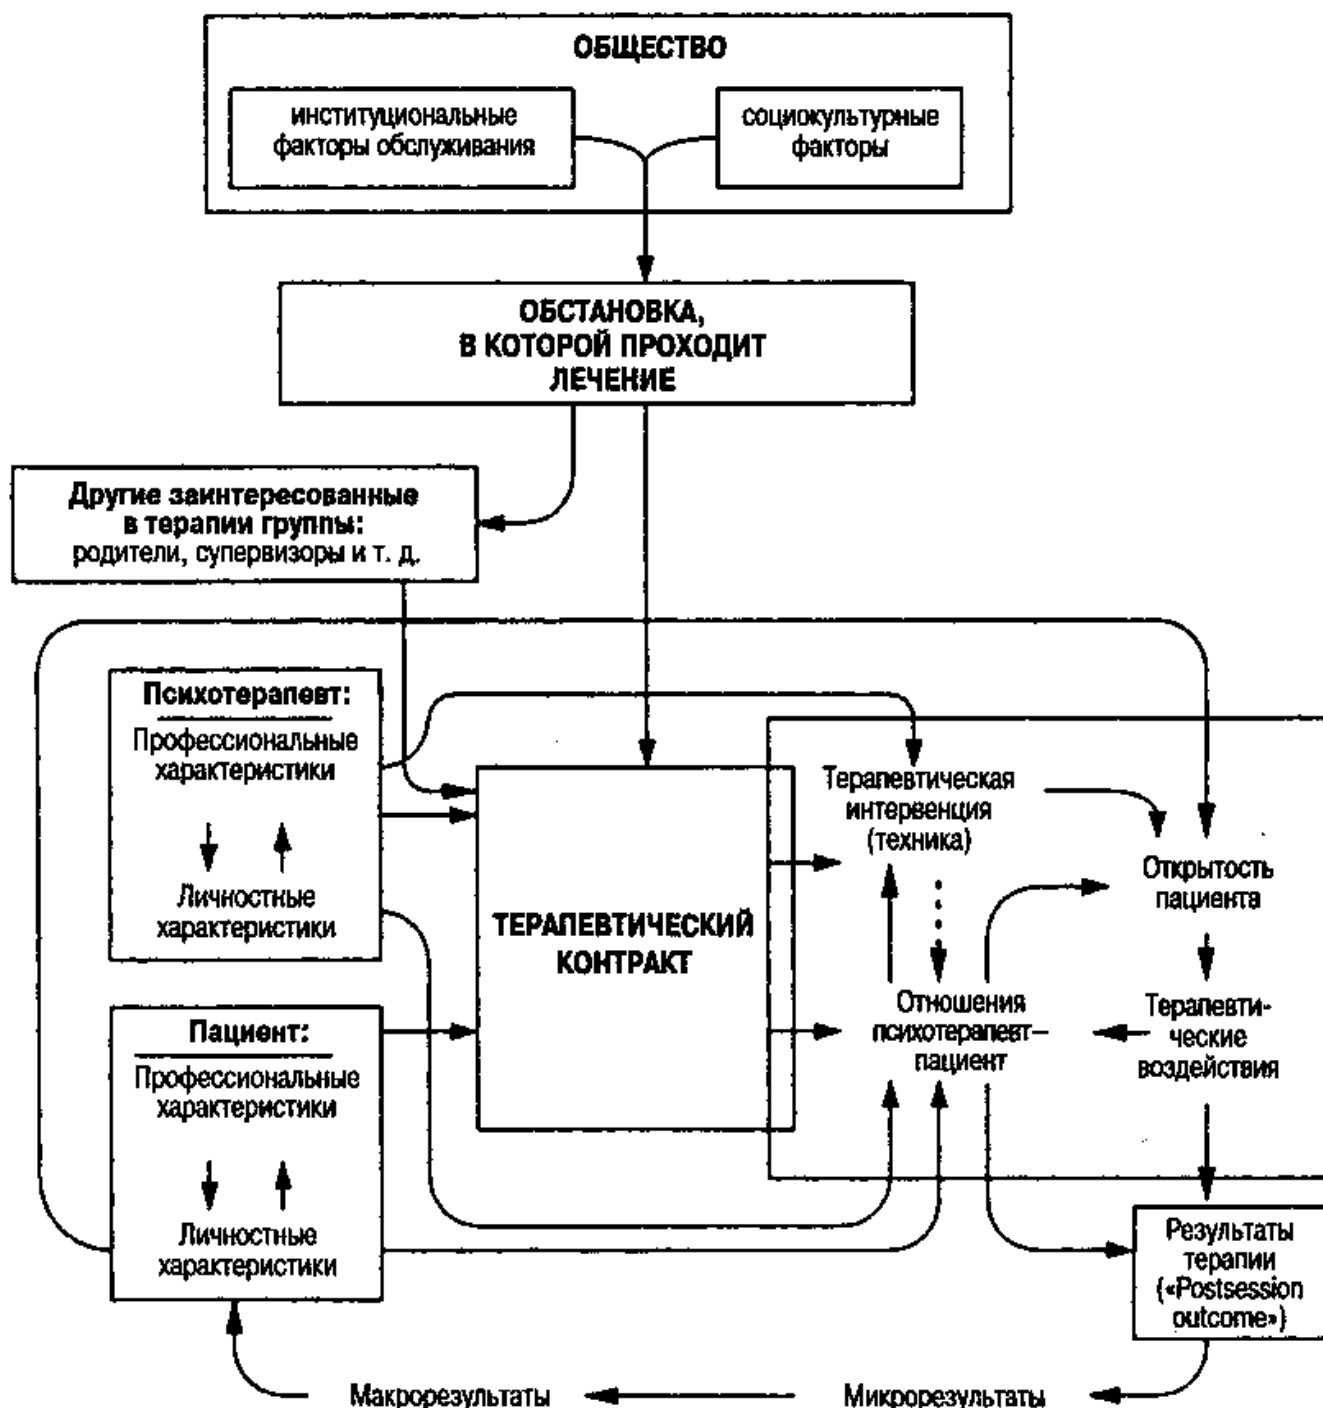 ОБЩЕСТВО
институциональные
факторы обслуживания
социокультурные
факторы
ОБСТАНОВКА,
В КОТОРОЙ ПРОХОДИТ
ЛЕЧЕНИЕ
Другие заинтересованные
в терапии группы:
родители, супервизоры и т. д.
Психотерапевт:
Профессиональные
характеристики
Личностные
характеристики
Пациент:
Профессиональные
характеристики
Личностные
характеристики
ТЕРАПЕВТИЧЕСКИЙ
КОНТРАКТ
Терапевтическая
интервенция
(техника)
Отношения
психотерапевт—
пациент
Открытость
пациента
Терапевти-
ческие
воздействия
Результаты
терапии
(«Postsession
outcome»)
Макрорезультаты
Микрорезультаты